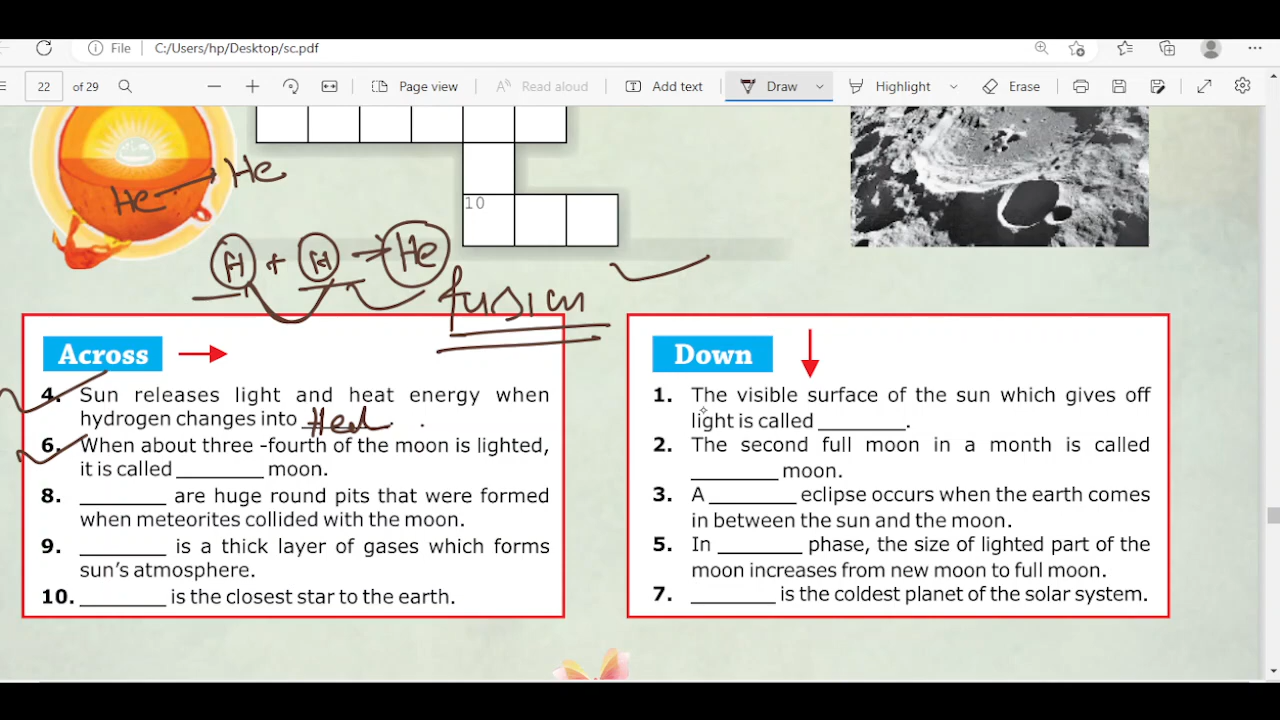 File C:/Users/hp/Desktop/sc.pdf
22 of 29 Page view Read aloud Add text Draw Highlight Erase
He → He
10
H + H → He
fusion
Across
4. Sun releases light and heat energy when
hydrogen changes into ________.
6. When about three -fourth of the moon is lighted,
it is called ________ moon.
8. ________ are huge round pits that were formed
when meteorites collided with the moon.
9. ________ is a thick layer of gases which forms
sun's atmosphere.
10. ________ is the closest star to the earth.
Down
1. The visible surface of the sun which gives off
light is called ________.
2. The second full moon in a month is called
________ moon.
3. A ________ eclipse occurs when the earth comes
in between the sun and the moon.
5. In ________ phase, the size of lighted part of the
moon increases from new moon to full moon.
7. ________ is the coldest planet of the solar system.